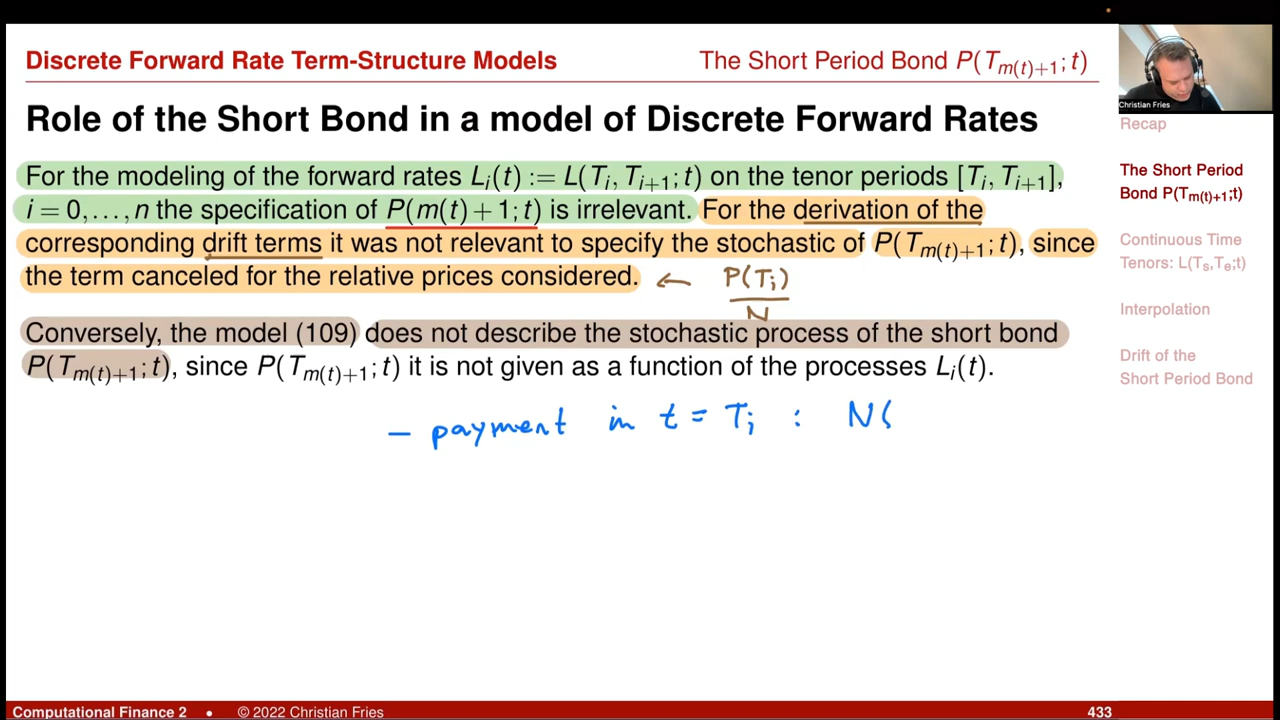 Discrete Forward Rate Term-Structure Models
The Short Period Bond P(T_{m(t)+1}; t)
Role of the Short Bond in a model of Discrete Forward Rates
For the modeling of the forward rates L_i(t) := L(T_i, T_{i+1}; t) on the tenor periods [T_i, T_{i+1}],
i = 0,..., n the specification of P(m(t)+1; t) is irrelevant. For the derivation of the
corresponding drift terms it was not relevant to specify the stochastic of P(T_{m(t)+1}; t), since
the term canceled for the relative prices considered. ← P(T_i)
N
Conversely, the model (109) does not describe the stochastic process of the short bond
P(T_{m(t)+1}; t), since P(T_{m(t)+1}; t) it is not given as a function of the processes L_i(t).
– payment in t = T_i : N(
Christian Fries
Recap
The Short Period
Bond P(T_{m(t)+1};t)
Continuous Time
Tenors: L(T_s,T_e;t)
Interpolation
Drift of the
Short Period Bond
Computational Finance 2 • © 2022 Christian Fries
433